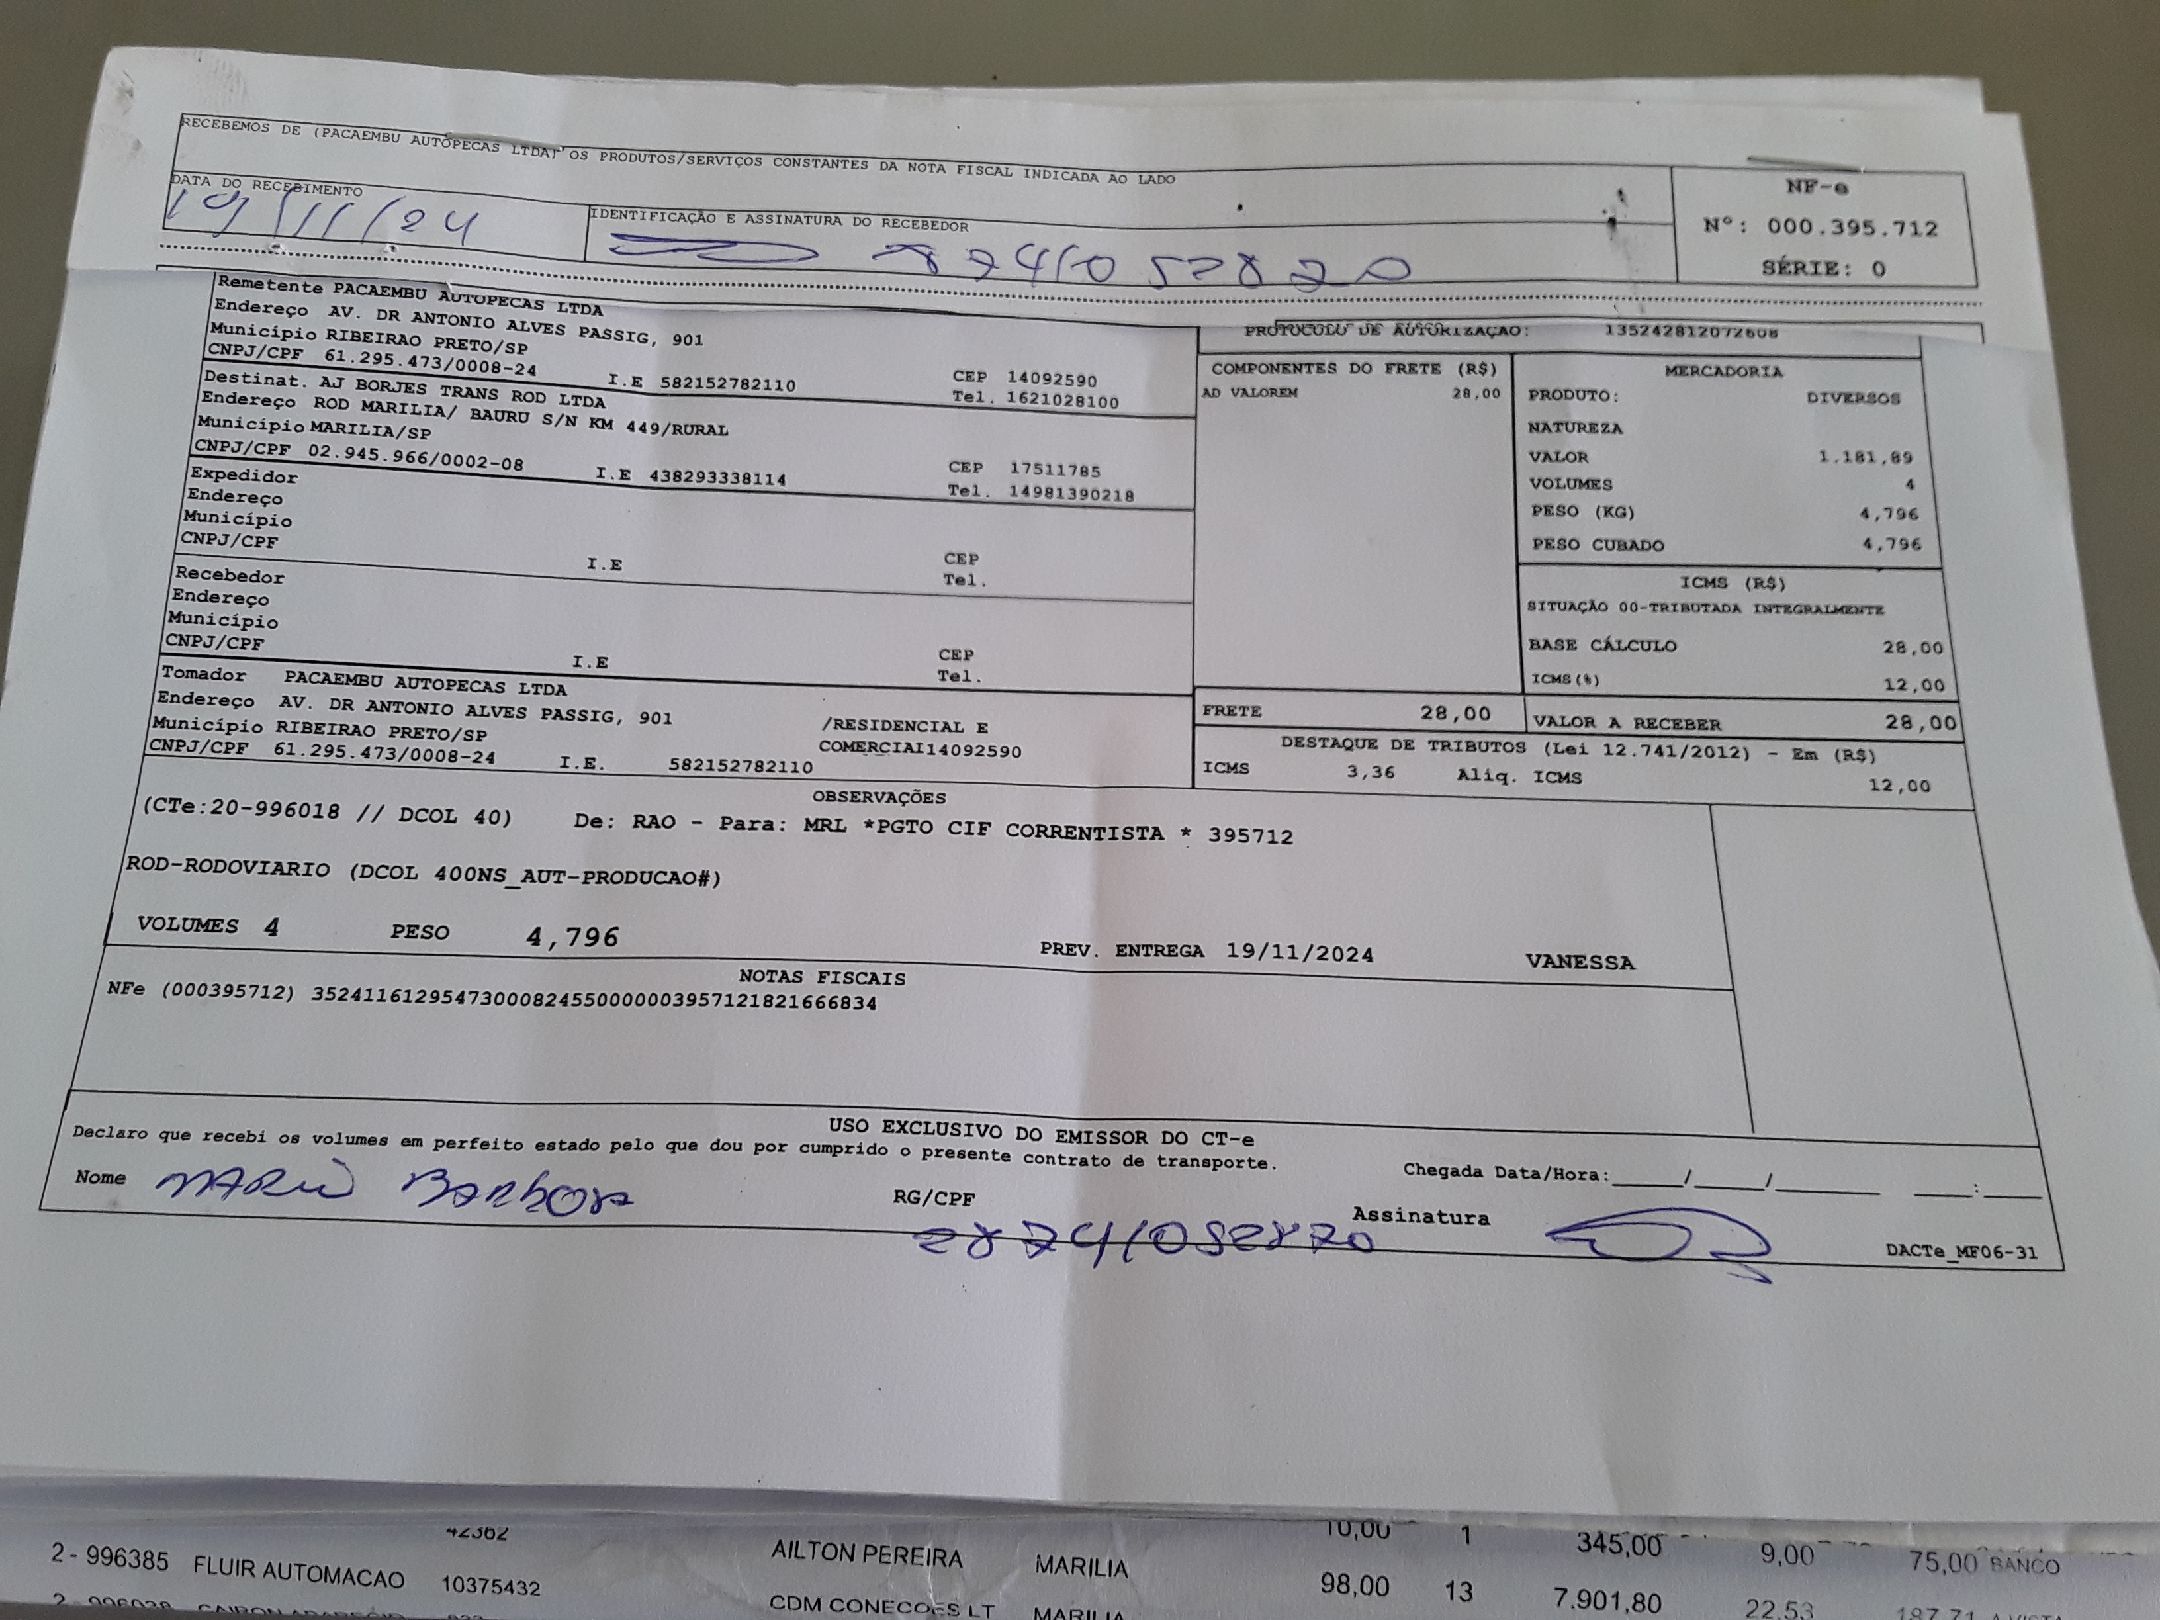 RECEBEMOS DE (PACAEMBU AUTOPECAS LTDA) OS PRODUTOS/SERVIÇOS CONSTANTES DA NOTA FISCAL INDICADA AO LADO
DATA DO RECEBIMENTO
19/11/24
IDENTIFICAÇÃO E ASSINATURA DO RECEBEDOR
NF-e
Nº: 000.395.712
SÉRIE: 0
Remetente PACAEMBU AUTOPECAS LTDA
Endereço AV. DR ANTONIO ALVES PASSIG, 901
Município RIBEIRAO PRETO/SP
CNPJ/CPF 61.295.473/0008-24 I.E 582152782110
CEP 14092590
Tel. 1621028100
Destinat. AJ BORJES TRANS ROD LTDA
Endereço ROD MARILIA/ BAURU S/N KM 449/RURAL
Município MARILIA/SP
CNPJ/CPF 02.945.966/0002-08 I.E 438293338114
CEP 17511785
Tel. 14981390218
Expedidor
Endereço
Município
CNPJ/CPF I.E
CEP
Tel.
Recebedor
Endereço
Município
CNPJ/CPF I.E
CEP
Tel.
Tomador PACAEMBU AUTOPECAS LTDA
Endereço AV. DR ANTONIO ALVES PASSIG, 901 /RESIDENCIAL E
Município RIBEIRAO PRETO/SP COMERCIAI14092590
CNPJ/CPF 61.295.473/0008-24 I.E. 582152782110
PROTOCOLO DE AUTORIZAÇÃO: 135242812072608
COMPONENTES DO FRETE (R$)
AD VALOREM 28,00
MERCADORIA
PRODUTO: DIVERSOS
NATUREZA
VALOR 1.181,89
VOLUMES 4
PESO (KG) 4,796
PESO CUBADO 4,796
ICMS (R$)
SITUAÇÃO 00-TRIBUTADA INTEGRALMENTE
BASE CÁLCULO 28,00
ICMS(%) 12,00
FRETE 28,00
VALOR A RECEBER 28,00
DESTAQUE DE TRIBUTOS (Lei 12.741/2012) - Em (R$)
ICMS 3,36 Aliq. ICMS 12,00
OBSERVAÇÕES
(CTe:20-996018 // DCOL 40) De: RAO - Para: MRL *PGTO CIF CORRENTISTA * 395712
ROD-RODOVIARIO (DCOL 400NS_AUT-PRODUCAO#)
VOLUMES 4 PESO 4,796 PREV. ENTREGA 19/11/2024 VANESSA
NOTAS FISCAIS
NFe (000395712) 35241161295473000824550000003957121821666834
USO EXCLUSIVO DO EMISSOR DO CT-e
Declaro que recebi os volumes em perfeito estado pelo que dou por cumprido o presente contrato de transporte.
Chegada Data/Hora:_____/_____/_______ ____:____
Nome MARIO BARBOSA RG/CPF 28741052870 Assinatura
DACTe_MF06-31
42362 10,00 1 345,00 9,00 75,00 BANCO
2-996385 FLUIR AUTOMACAO 10375432 AILTON PEREIRA MARILIA
98,00 13 7.901,80 22,53
CDM CONECOES LT MARILIA